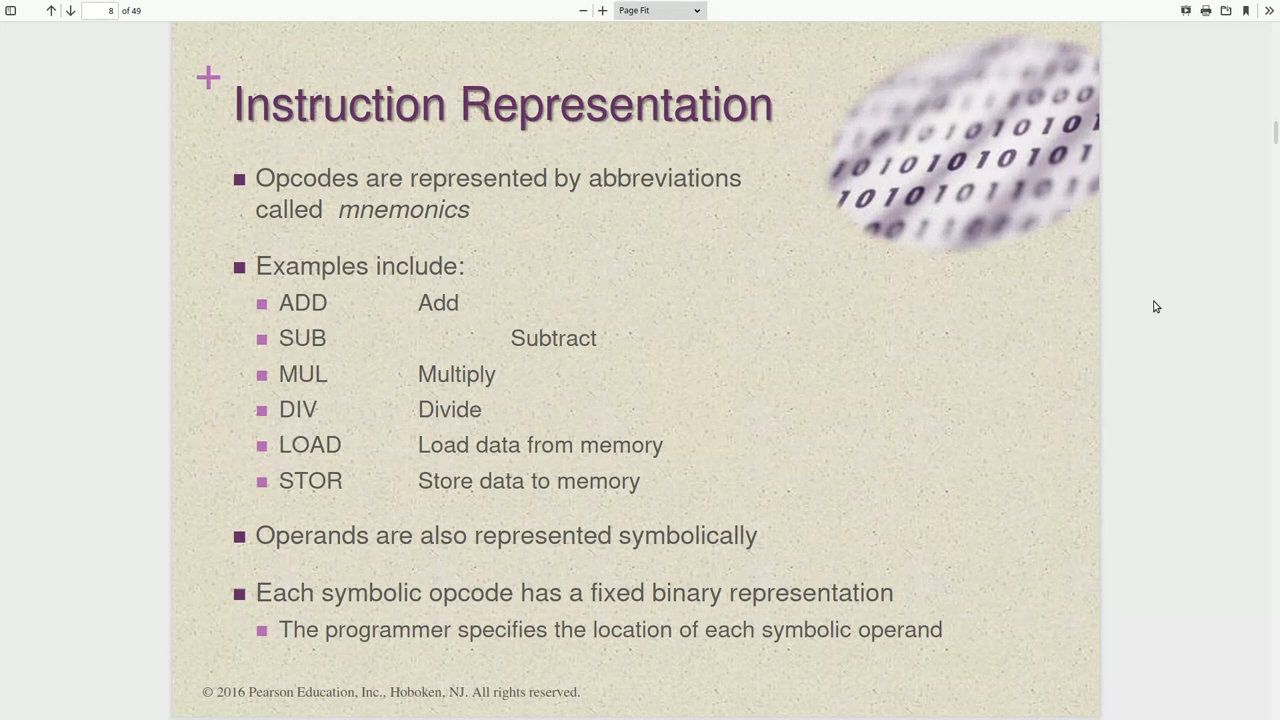 8 of 49 Page Fit
+
Instruction Representation
Opcodes are represented by abbreviations
called mnemonics
Examples include:
ADD Add
SUB Subtract
MUL Multiply
DIV Divide
LOAD Load data from memory
STOR Store data to memory
Operands are also represented symbolically
Each symbolic opcode has a fixed binary representation
The programmer specifies the location of each symbolic operand
© 2016 Pearson Education, Inc., Hoboken, NJ. All rights reserved.